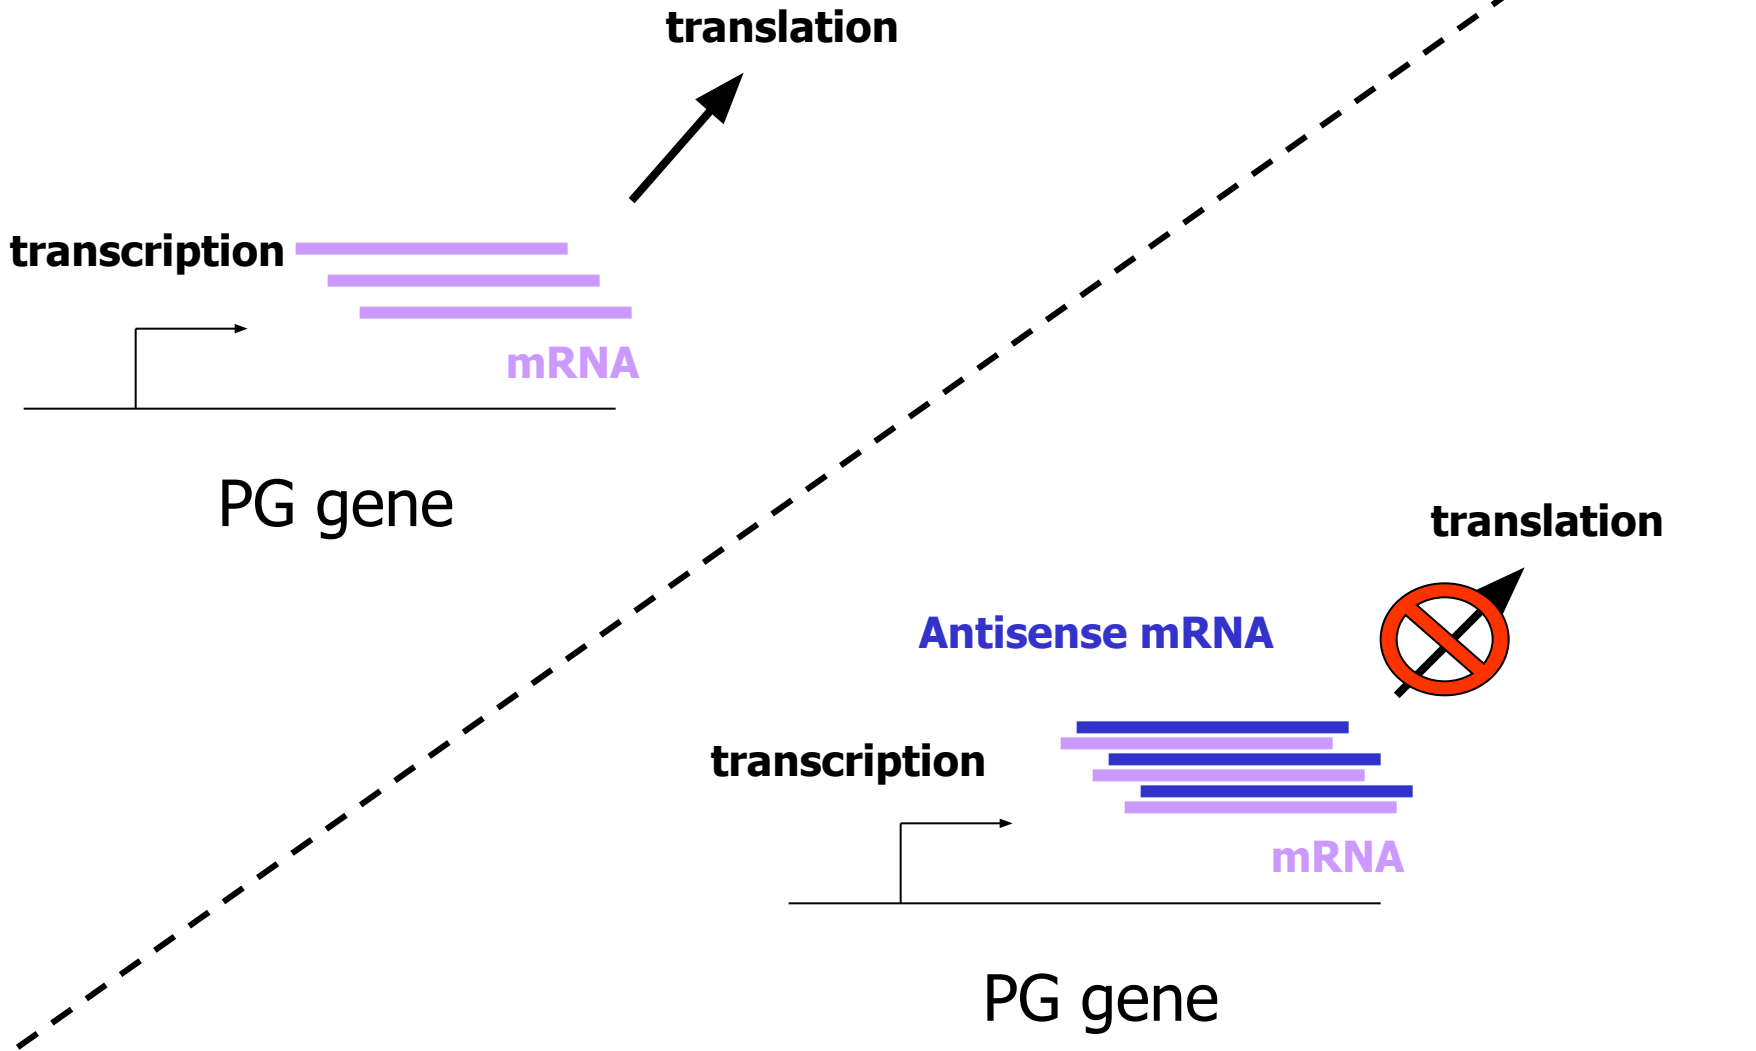 translation
transcription
mRNA
PG gene
translation
Antisense mRNA
transcription
mRNA
PG gene